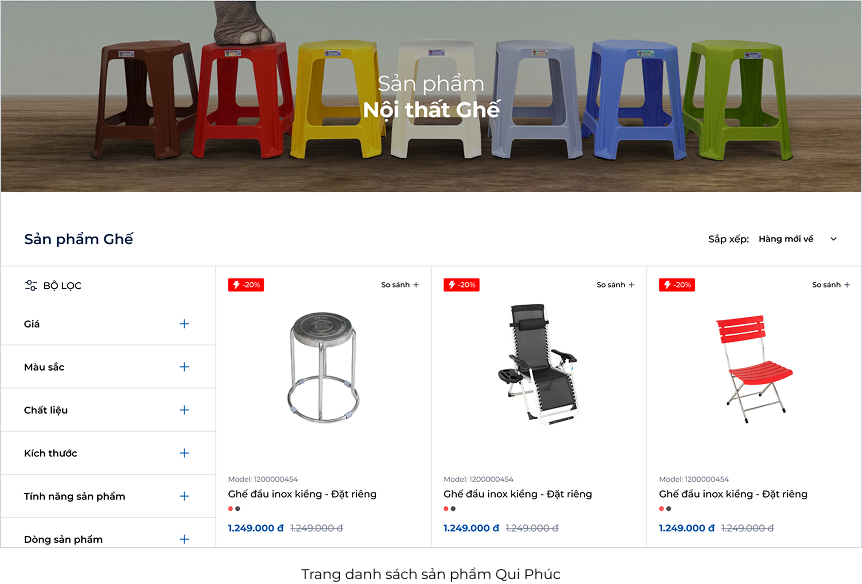 Sản phẩm
Nội thất Ghế
Sản phẩm Ghế
Sắp xếp: Hàng mới về
BỘ LỌC
Giá
Màu sắc
Chất liệu
Kích thước
Tính năng sản phẩm
Dòng sản phẩm
-20% So sánh +
Model: 1200000454
Ghế đẩu inox kiềng - Đặt riêng
1.249.000 đ 1.249.000 đ
-20% So sánh +
Model: 1200000454
Ghế đẩu inox kiềng - Đặt riêng
1.249.000 đ 1.249.000 đ
-20% So sánh +
Model: 1200000454
Ghế đẩu inox kiềng - Đặt riêng
1.249.000 đ 1.249.000 đ
Trang danh sách sản phẩm Qui Phúc